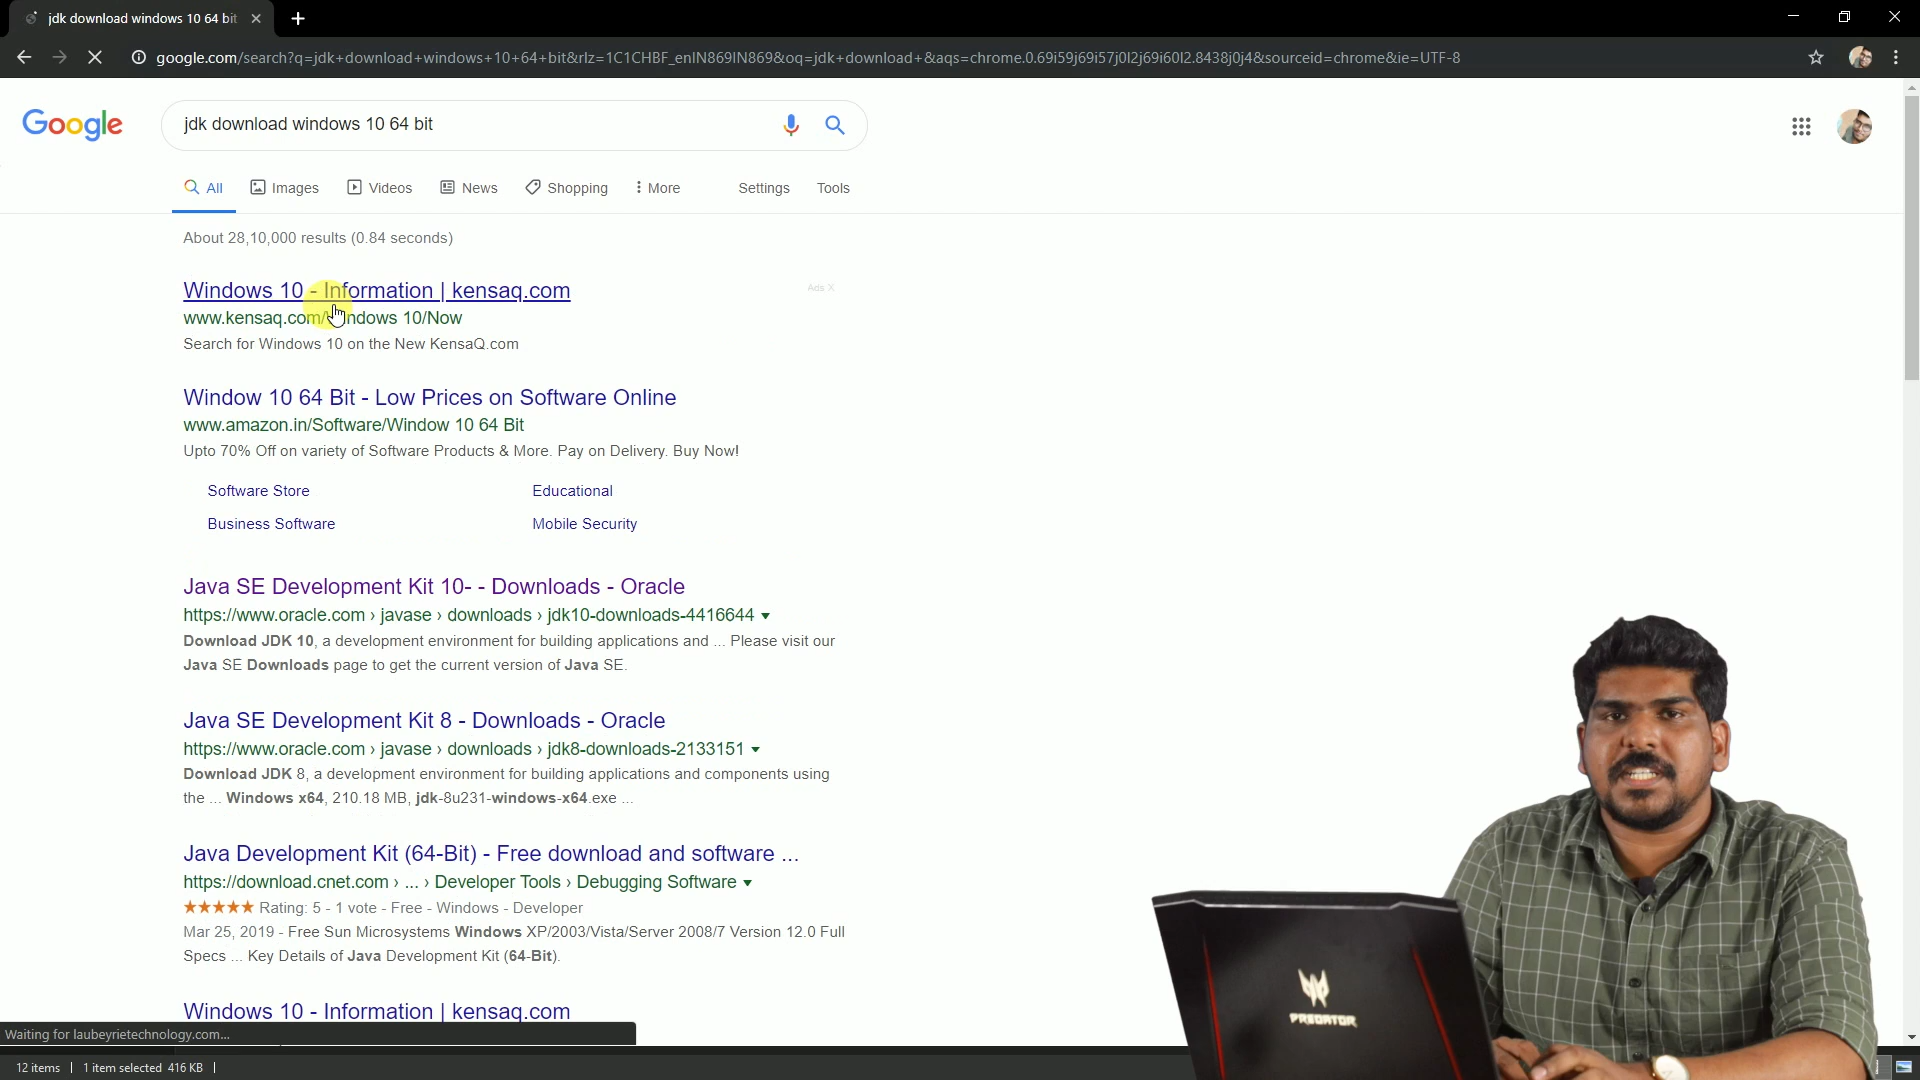 jdk download windows 10 64 bit
google.com/search?q=jdk+download+windows+10+64+bit&rlz=1C1CHBF_enIN869IN869&oq=jdk+download+&aqs=chrome.0.69i59j69i57j0l2j69i60l2.8438j0j4&sourceid=chrome&ie=UTF-8
Google
jdk download windows 10 64 bit
All Images Videos News Shopping More Settings Tools
About 28,10,000 results (0.84 seconds)
Windows 10 - Information | kensaq.com
Ads X
www.kensaq.com/Windows 10/Now
Search for Windows 10 on the New KensaQ.com
Window 10 64 Bit - Low Prices on Software Online
www.amazon.in/Software/Window 10 64 Bit
Upto 70% Off on variety of Software Products & More. Pay on Delivery. Buy Now!
Software Store Educational
Business Software Mobile Security
Java SE Development Kit 10- - Downloads - Oracle
https://www.oracle.com › javase › downloads › jdk10-downloads-4416644
Download JDK 10, a development environment for building applications and ... Please visit our
Java SE Downloads page to get the current version of Java SE.
Java SE Development Kit 8 - Downloads - Oracle
https://www.oracle.com › javase › downloads › jdk8-downloads-2133151
Download JDK 8, a development environment for building applications and components using
the ... Windows x64, 210.18 MB, jdk-8u231-windows-x64.exe ...
Java Development Kit (64-Bit) - Free download and software ...
https://download.cnet.com › ... › Developer Tools › Debugging Software
★★★★★ Rating: 5 - 1 vote - Free - Windows - Developer
Mar 25, 2019 - Free Sun Microsystems Windows XP/2003/Vista/Server 2008/7 Version 12.0 Full
Specs ... Key Details of Java Development Kit (64-Bit).
Windows 10 - Information | kensaq.com
Waiting for laubeyrietechnology.com...
12 items 1 item selected 416 KB
PREDATOR